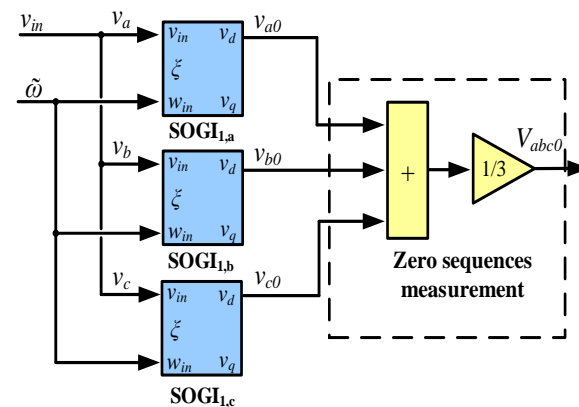 v_in v_a v_in v_d v_a0
ξ
ω̃ w_in v_q
SOGI_1,a
v_b v_in v_d v_b0
ξ
w_in v_q
SOGI_1,b
v_c v_in v_d v_c0
ξ
w_in v_q
SOGI_1,c
+
1/3
V_abc0
Zero sequences
measurement